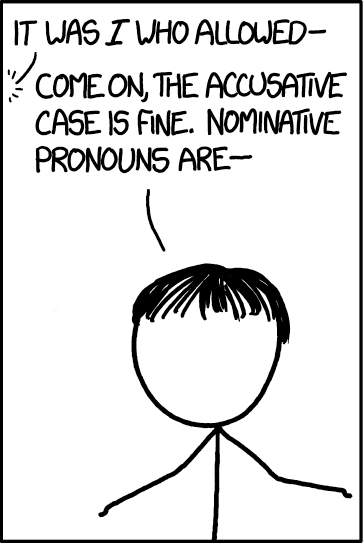 IT WAS I WHO ALLOWED—
COME ON, THE ACCUSATIVE
CASE IS FINE. NOMINATIVE
PRONOUNS ARE—